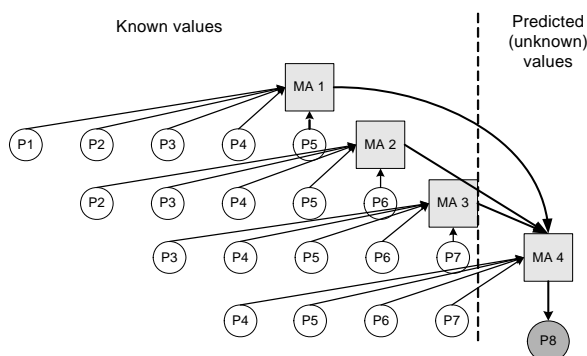 Known values
Predicted
(unknown)
values
MA 1
P1 P2 P3 P4 P5
MA 2
P2 P3 P4 P5 P6
MA 3
P3 P4 P5 P6 P7
MA 4
P4 P5 P6 P7
P8